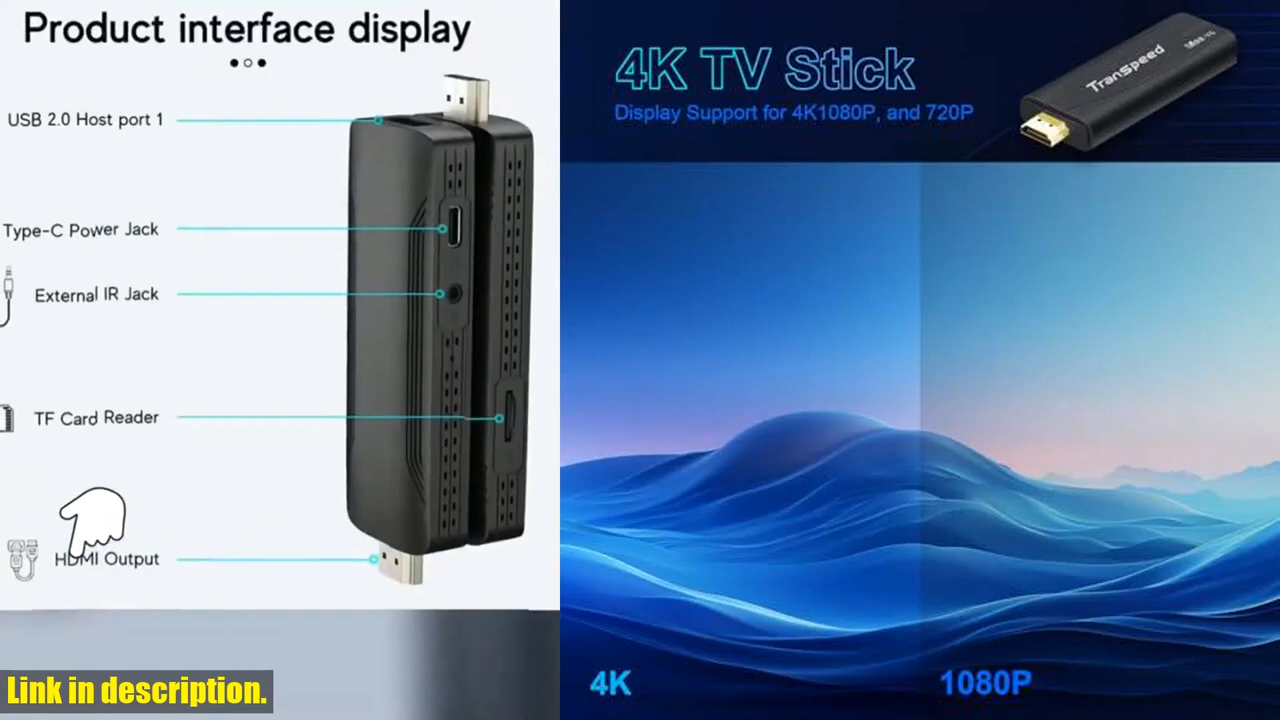 Product interface display
USB 2.0 Host port 1
Type-C Power Jack
External IR Jack
TF Card Reader
HDMI Output
Link in description.
4K TV Stick
Display Support for 4K1080P, and 720P
TranSpeed
4K
1080P